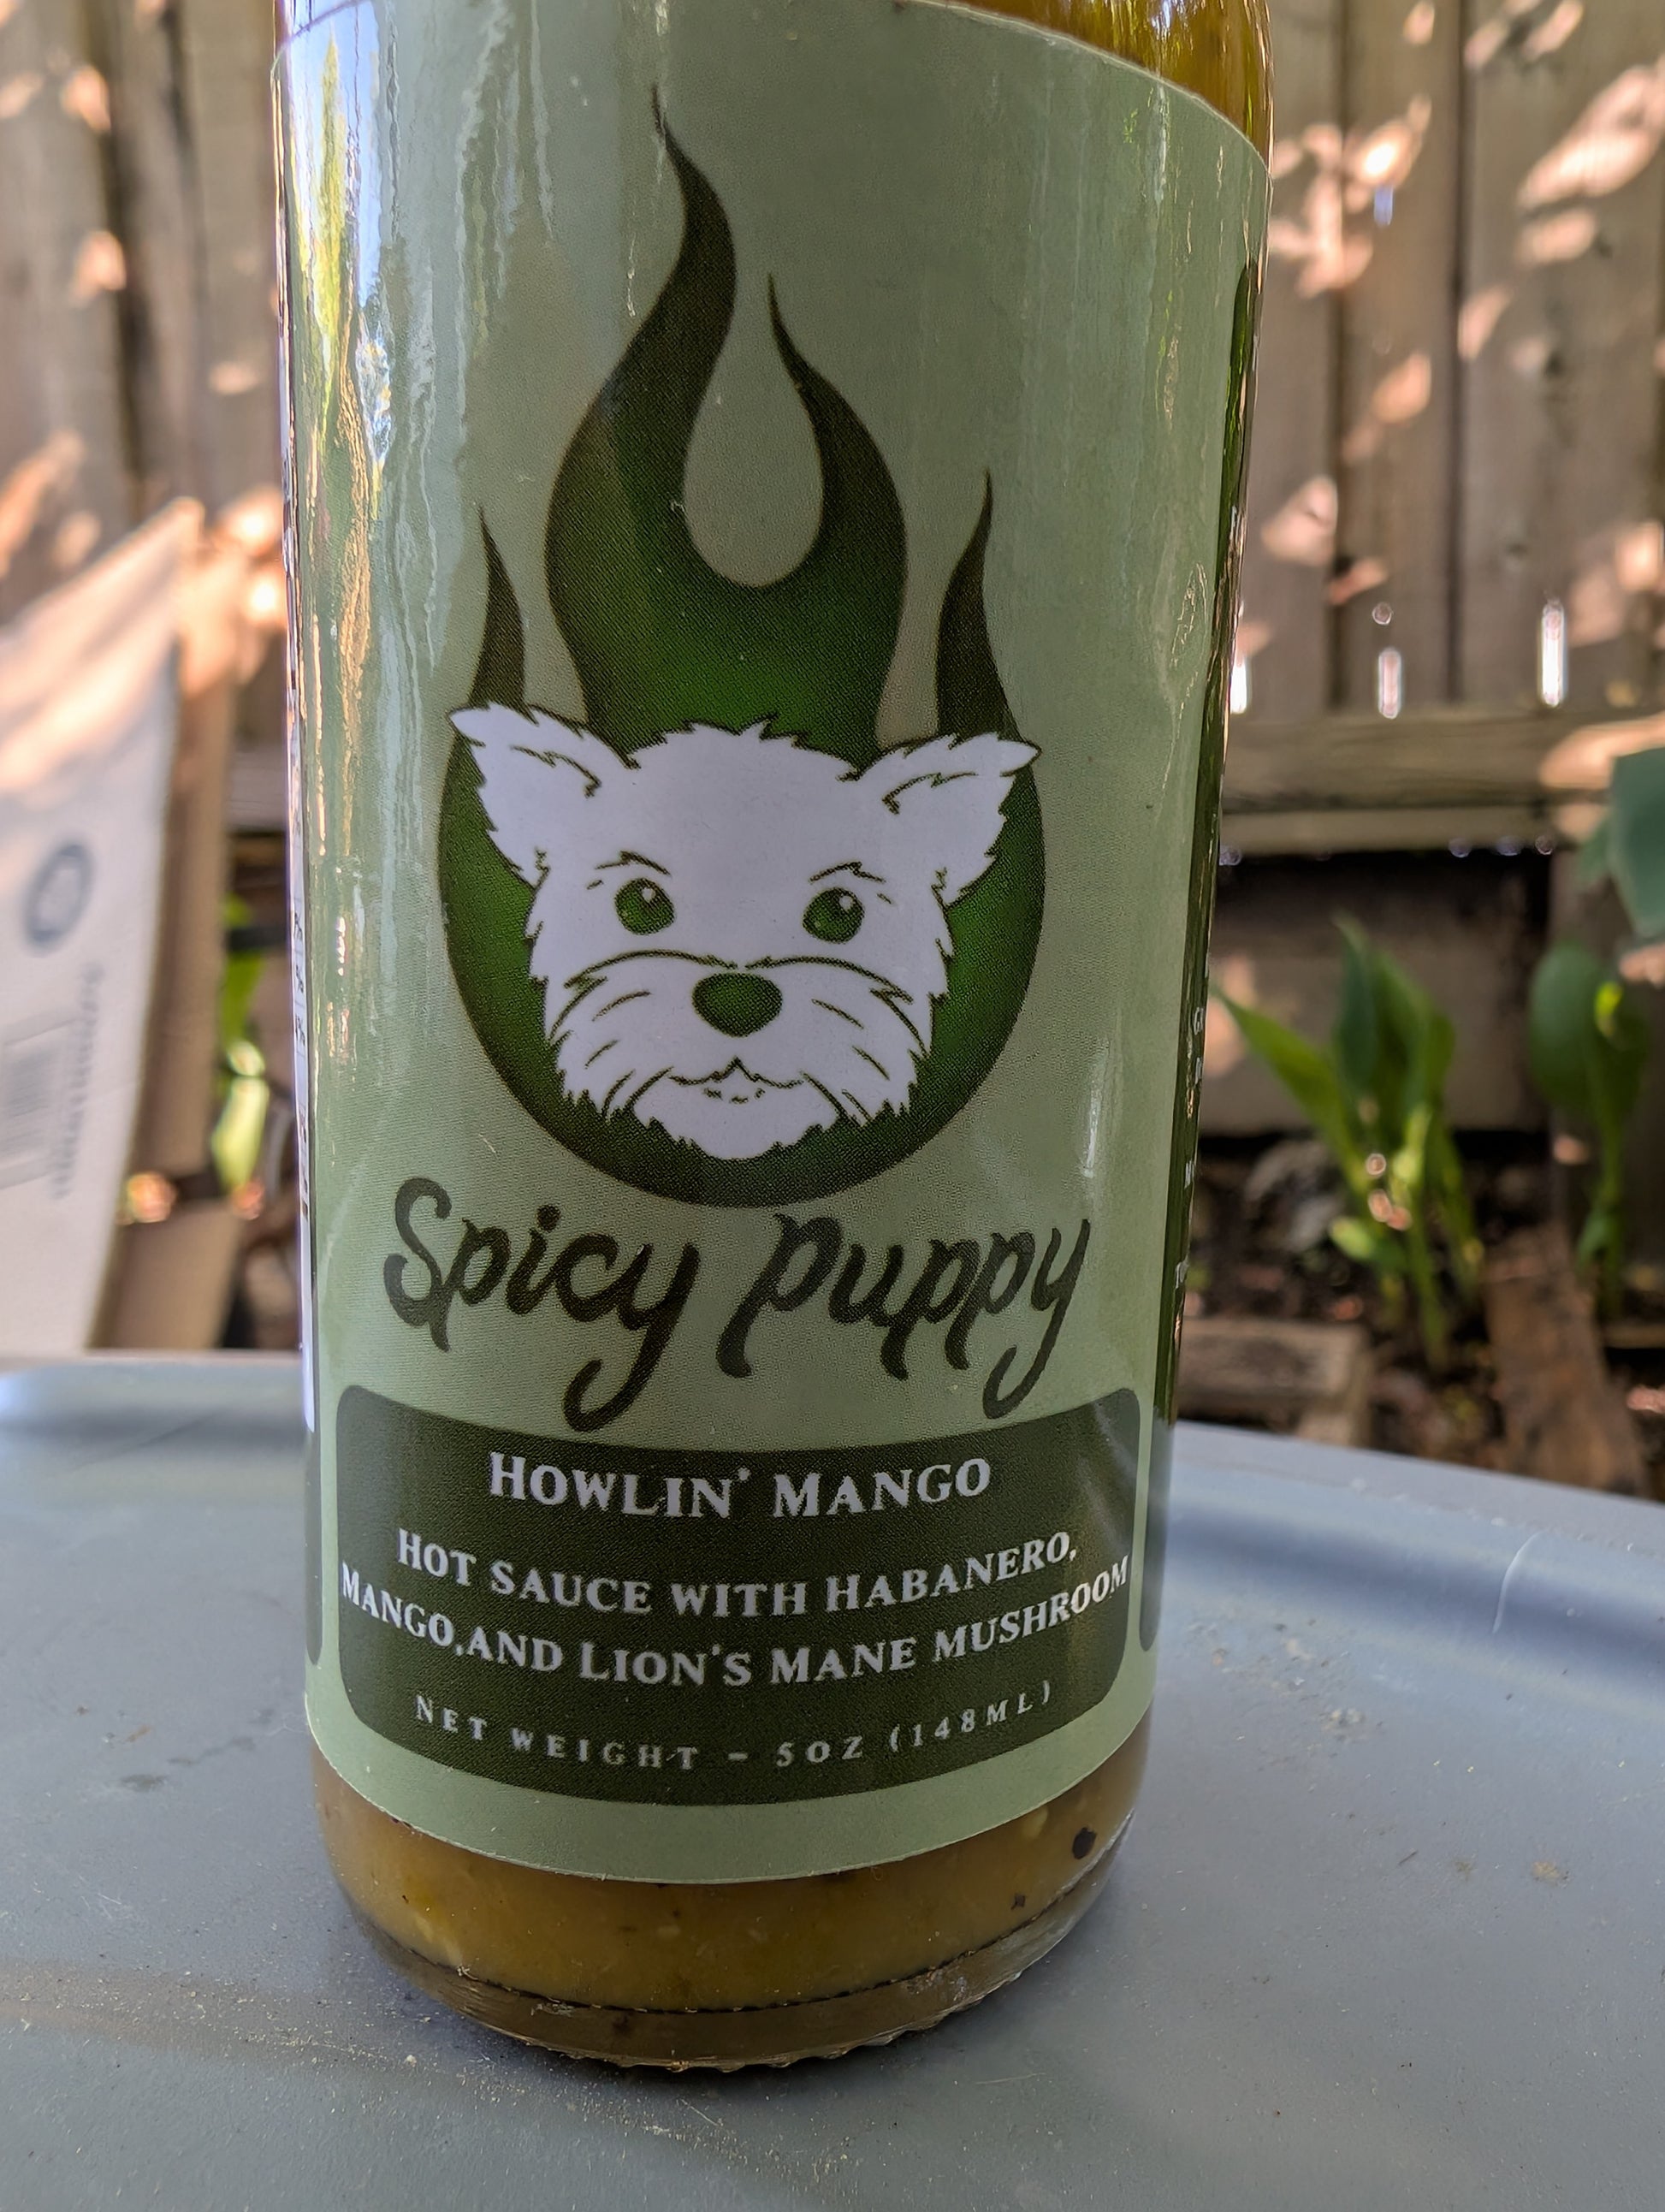 Spicy Puppy
HOWLIN' MANGO
HOT SAUCE WITH HABANERO,
MANGO,AND LION'S MANE MUSHROOM
NET WEIGHT - 5OZ (148ML)